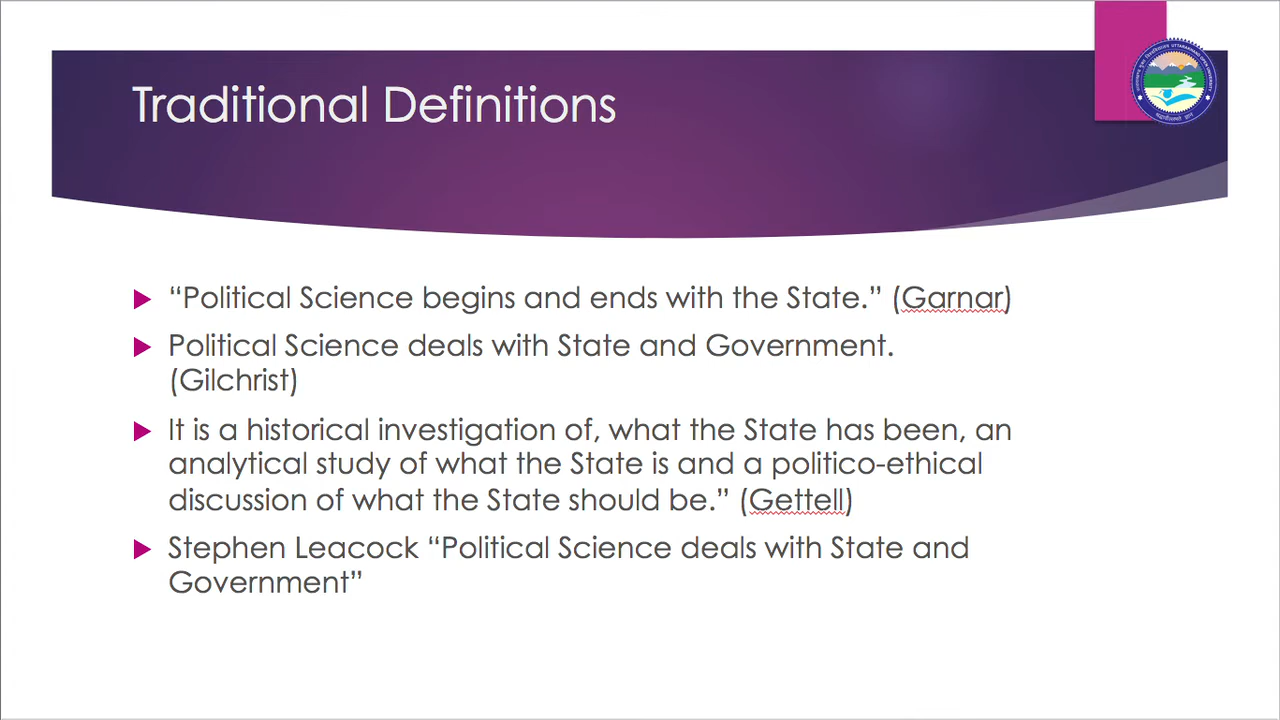 Traditional Definitions
“Political Science begins and ends with the State.” (Garnar)
Political Science deals with State and Government.
(Gilchrist)
It is a historical investigation of, what the State has been, an
analytical study of what the State is and a politico-ethical
discussion of what the State should be.” (Gettell)
Stephen Leacock “Political Science deals with State and
Government”
UTTARAKHAND OPEN UNIVERSITY